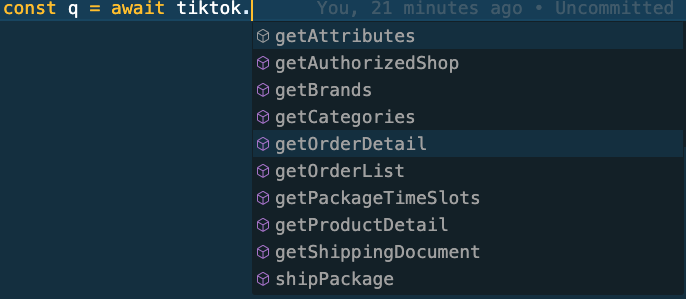 const q = await tiktok. You, 21 minutes ago • Uncommitted
getAttributes
getAuthorizedShop
getBrands
getCategories
getOrderDetail
getOrderList
getPackageTimeSlots
getProductDetail
getShippingDocument
shipPackage